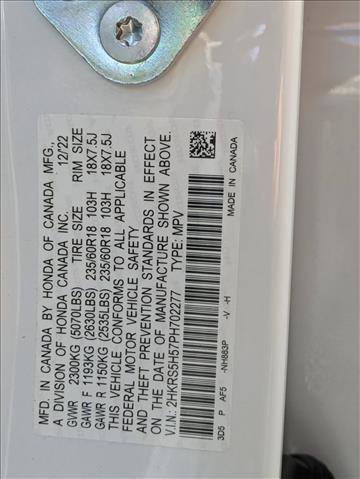 MFD. IN CANADA BY HONDA OF CANADA MFG.,
A DIVISION OF HONDA CANADA INC. 12/'22
GVWR 2300KG (5070LBS) TIRE SIZE RIM SIZE
GAWR F 1193KG (2630LBS) 235/60R18 103H 18X7.5J
GAWR R 1150KG (2535LBS) 235/60R18 103H 18X7.5J
THIS VEHICLE CONFORMS TO ALL APPLICABLE
FEDERAL MOTOR VEHICLE SAFETY
AND THEFT PREVENTION STANDARDS IN EFFECT
ON THE DATE OF MANUFACTURE SHOWN ABOVE.
V.I.N: 2HKRS5H57PH702277 TYPE: MPV
MADE IN CANADA
3D5 P AF5 -NH883P -V -H